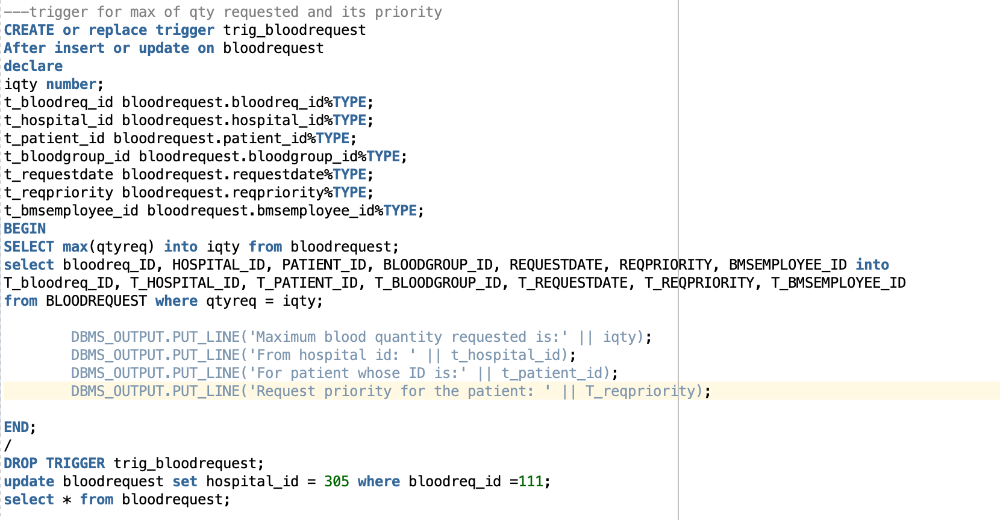 ---trigger for max of qty requested and its priority
CREATE or replace trigger trig_bloodrequest
After insert or update on bloodrequest
declare
iqty number;
t_bloodreq_id bloodrequest.bloodreq_id%TYPE;
t_hospital_id bloodrequest.hospital_id%TYPE;
t_patient_id bloodrequest.patient_id%TYPE;
t_bloodgroup_id bloodrequest.bloodgroup_id%TYPE;
t_requestdate bloodrequest.requestdate%TYPE;
t_reqpriority bloodrequest.reqpriority%TYPE;
t_bmsemployee_id bloodrequest.bmsemployee_id%TYPE;
BEGIN
SELECT max(qtyreq) into iqty from bloodrequest;
select bloodreq_ID, HOSPITAL_ID, PATIENT_ID, BLOODGROUP_ID, REQUESTDATE, REQPRIORITY, BMSEMPLOYEE_ID into
T_bloodreq_ID, T_HOSPITAL_ID, T_PATIENT_ID, T_BLOODGROUP_ID, T_REQUESTDATE, T_REQPRIORITY, T_BMSEMPLOYEE_ID
from BLOODREQUEST where qtyreq = iqty;
DBMS_OUTPUT.PUT_LINE('Maximum blood quantity requested is:' || iqty);
DBMS_OUTPUT.PUT_LINE('From hospital id: ' || t_hospital_id);
DBMS_OUTPUT.PUT_LINE('For patient whose ID is:' || t_patient_id);
DBMS_OUTPUT.PUT_LINE('Request priority for the patient: ' || T_reqpriority);
END;
/
DROP TRIGGER trig_bloodrequest;
update bloodrequest set hospital_id = 305 where bloodreq_id =111;
select * from bloodrequest;